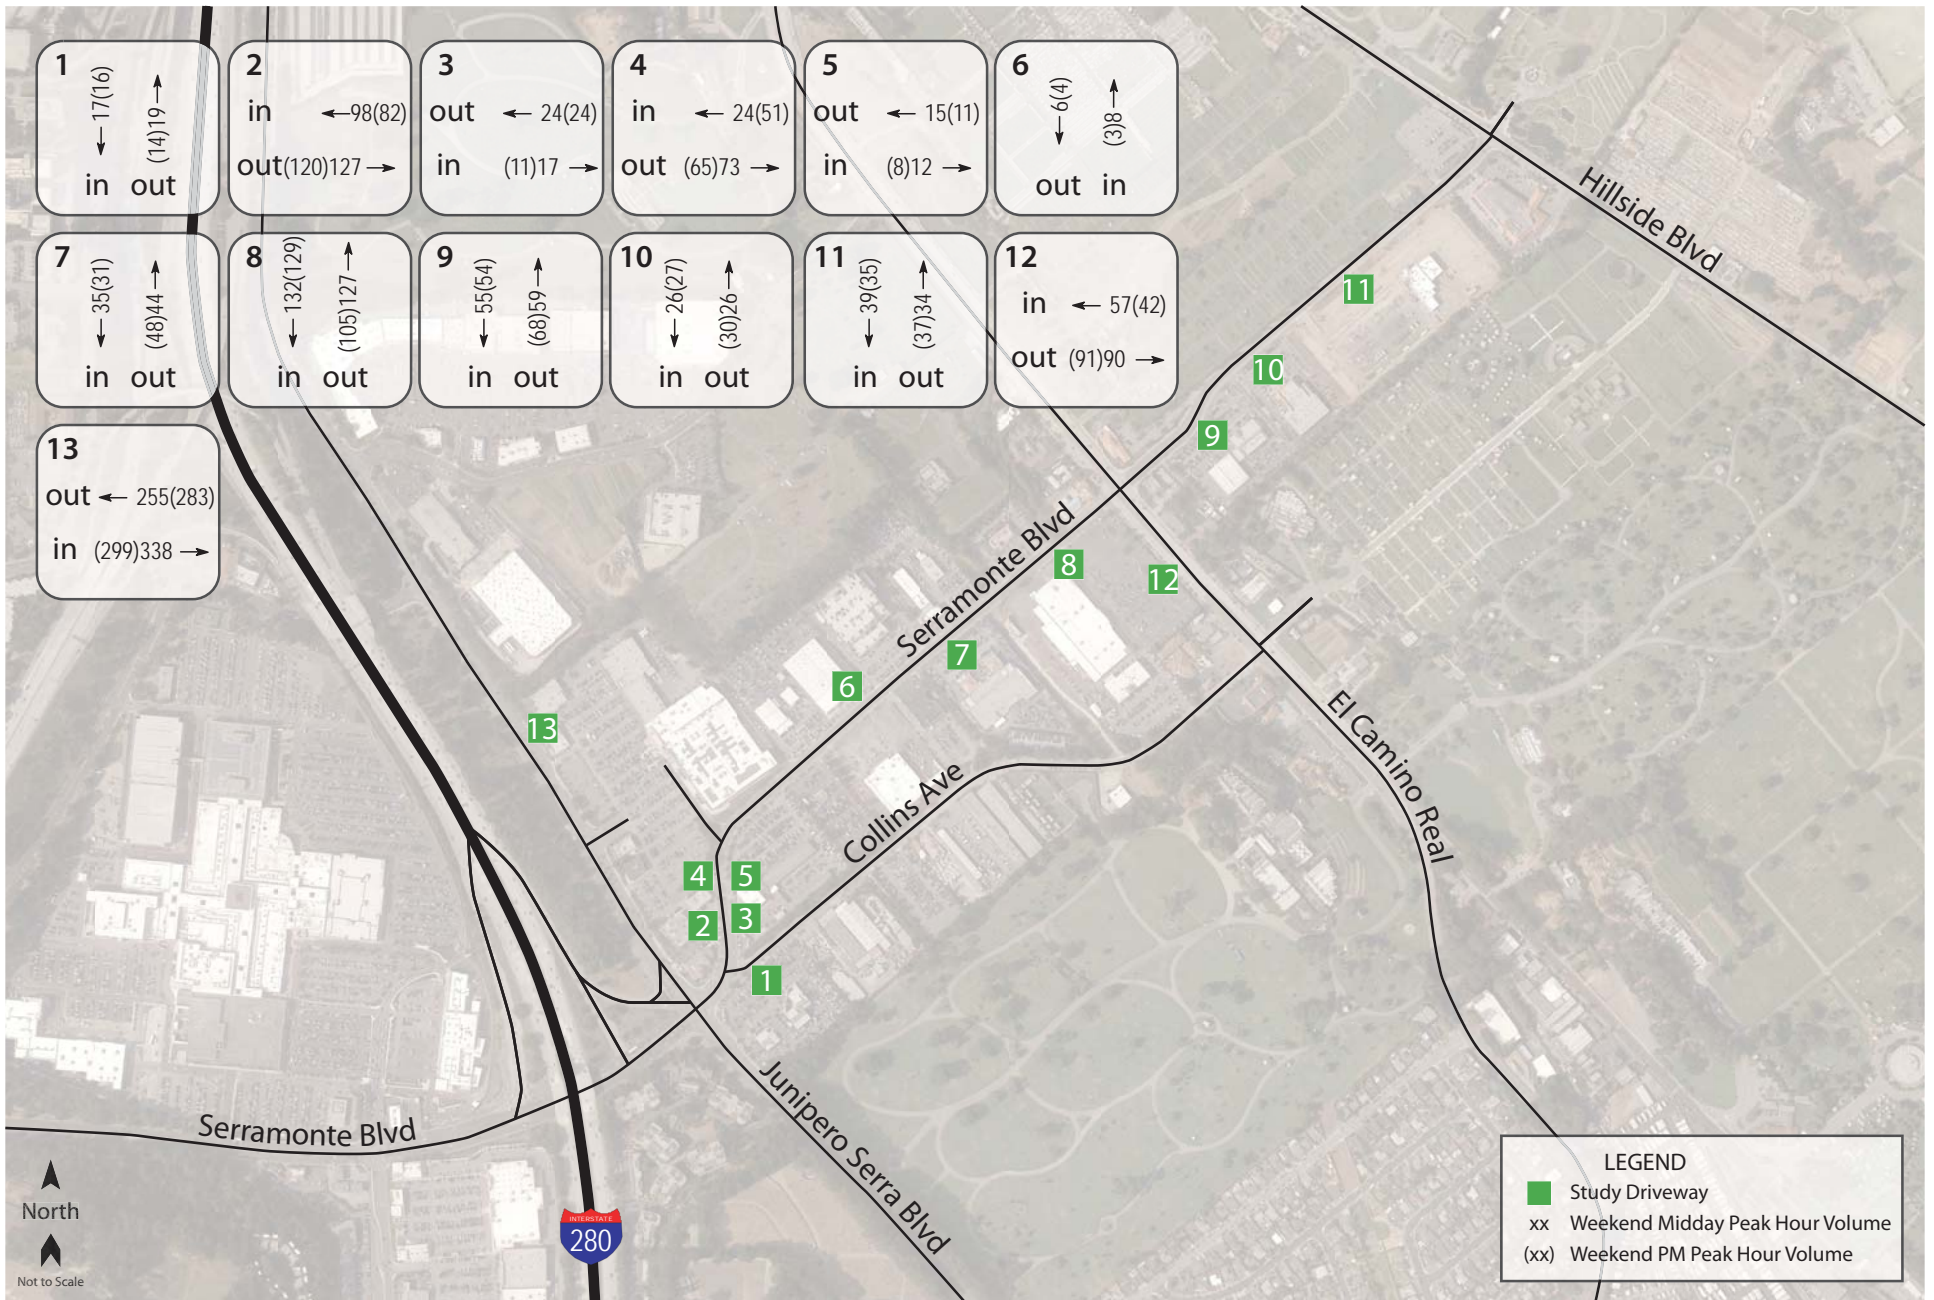 1
← 17(16)
(14)19 →
in out
2
in ← 98(82)
out (120)127 →
3
out ← 24(24)
in (11)17 →
4
in ← 24(51)
out (65)73 →
5
out ← 15(11)
in (8)12 →
6
← 6(4)
(3)8 →
out in
7
← 35(31)
(48)44 →
in out
8
← 132(129)
(105)127 →
in out
9
← 55(54)
(68)59 →
in out
10
← 26(27)
(30)26 →
in out
11
← 39(35)
(37)34 →
in out
12
in ← 57(42)
out (91)90 →
13
out ← 255(283)
in (299)338 →
Hillside Blvd
11
10
9
Serramonte Blvd
8
12
7
6
13
El Camino Real
Collins Ave
4
5
2
3
1
Junipero Serra Blvd
Serramonte Blvd
North
Not to Scale
INTERSTATE
280
LEGEND
Study Driveway
xx Weekend Midday Peak Hour Volume
(xx) Weekend PM Peak Hour Volume